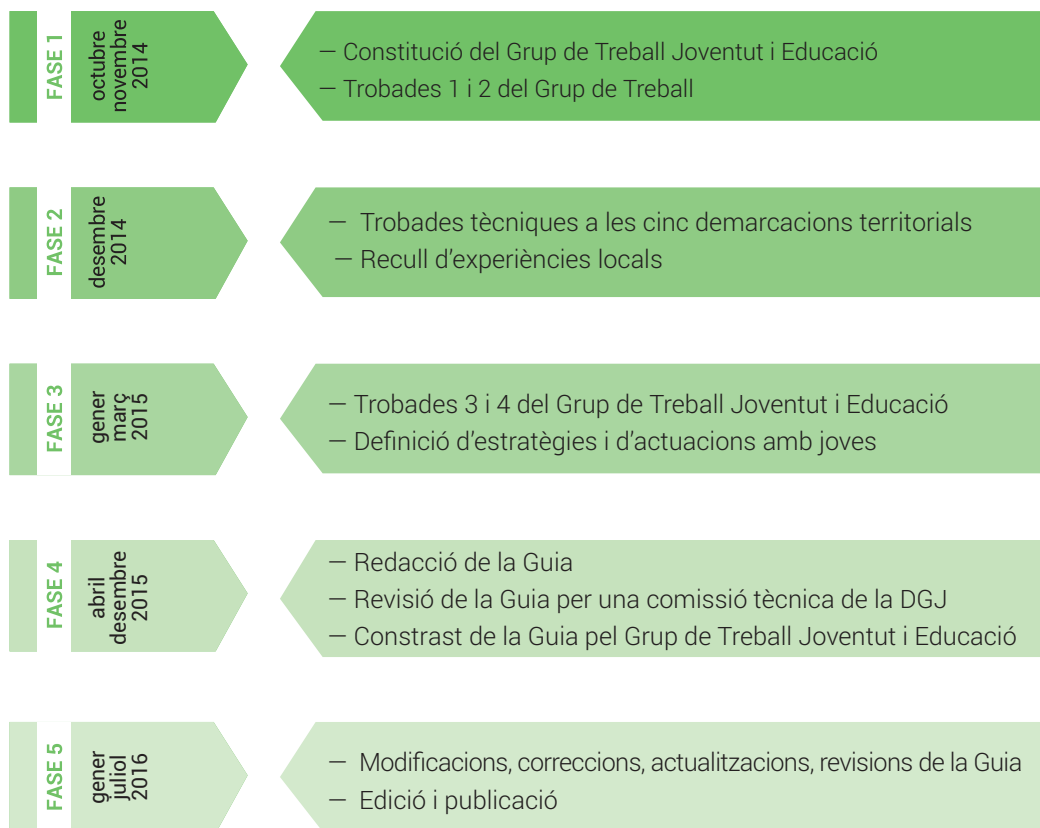 FASE 1
octubre
novembre
2014
— Constitució del Grup de Treball Joventut i Educació
— Trobades 1 i 2 del Grup de Treball
FASE 2
desembre
2014
— Trobades tècniques a les cinc demarcacions territorials
— Recull d’experiències locals
FASE 3
gener
març
2015
— Trobades 3 i 4 del Grup de Treball Joventut i Educació
— Definició d’estratègies i d’actuacions amb joves
FASE 4
abril
desembre
2015
— Redacció de la Guia
— Revisió de la Guia per una comissió tècnica de la DGJ
— Constrast de la Guia pel Grup de Treball Joventut i Educació
FASE 5
gener
juliol
2016
— Modificacions, correccions, actualitzacions, revisions de la Guia
— Edició i publicació